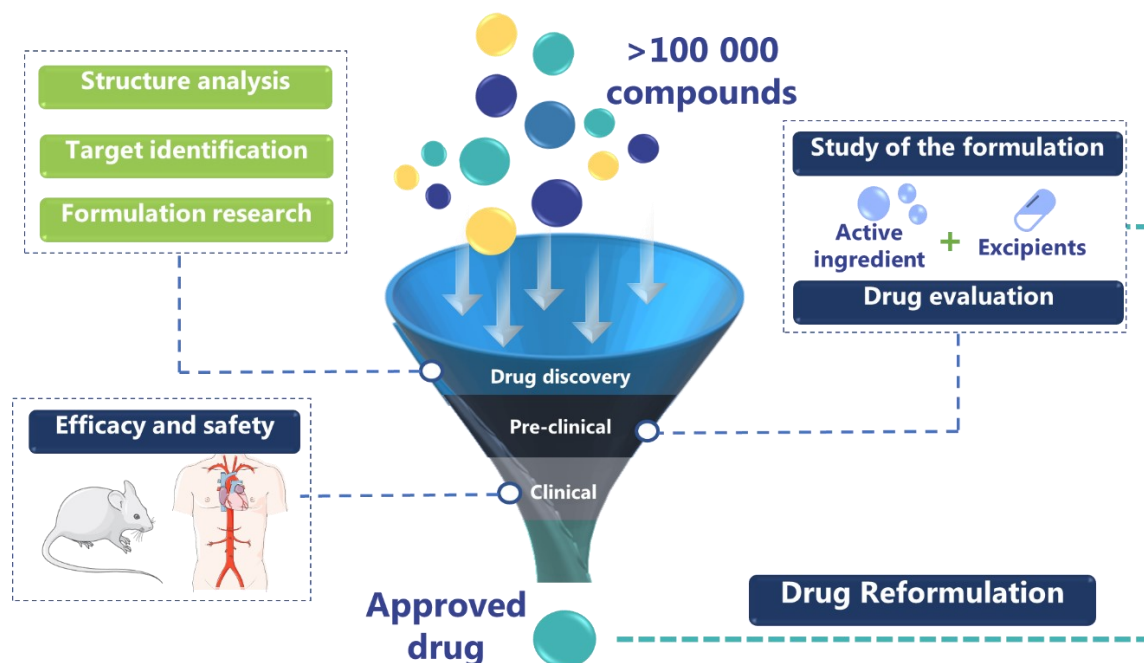 Structure analysis
Target identification
Formulation research
>100 000
compounds
Study of the formulation
Active
ingredient
+
Excipients
Drug evaluation
Drug discovery
Pre-clinical
Clinical
Efficacy and safety
Approved
drug
Drug Reformulation